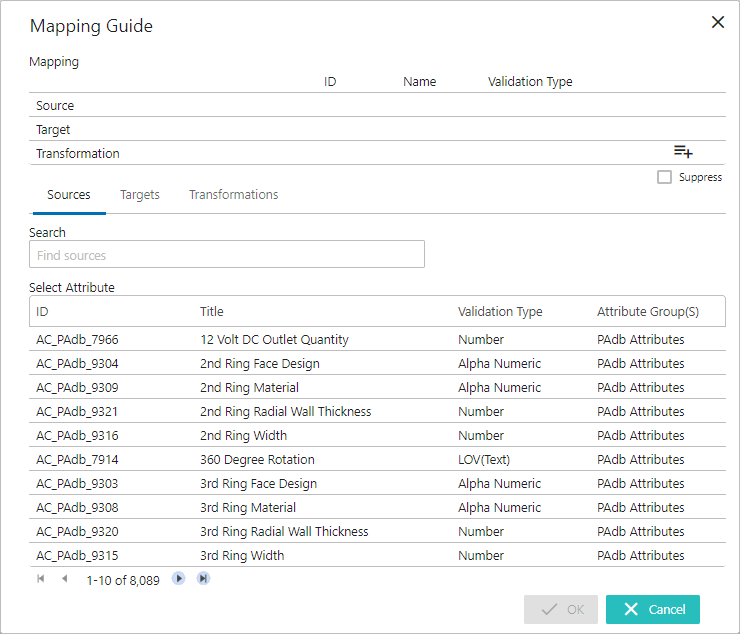 Mapping Guide
Mapping
ID Name Validation Type
Source
Target
Transformation
Suppress
Sources Targets Transformations
Search
Find sources
Select Attribute
ID Title Validation Type Attribute Group(S)
AC_PAdb_7966 12 Volt DC Outlet Quantity Number PAdb Attributes
AC_PAdb_9304 2nd Ring Face Design Alpha Numeric PAdb Attributes
AC_PAdb_9309 2nd Ring Material Alpha Numeric PAdb Attributes
AC_PAdb_9321 2nd Ring Radial Wall Thickness Number PAdb Attributes
AC_PAdb_9316 2nd Ring Width Number PAdb Attributes
AC_PAdb_7914 360 Degree Rotation LOV(Text) PAdb Attributes
AC_PAdb_9303 3rd Ring Face Design Alpha Numeric PAdb Attributes
AC_PAdb_9308 3rd Ring Material Alpha Numeric PAdb Attributes
AC_PAdb_9320 3rd Ring Radial Wall Thickness Number PAdb Attributes
AC_PAdb_9315 3rd Ring Width Number PAdb Attributes
1-10 of 8,089
OK Cancel